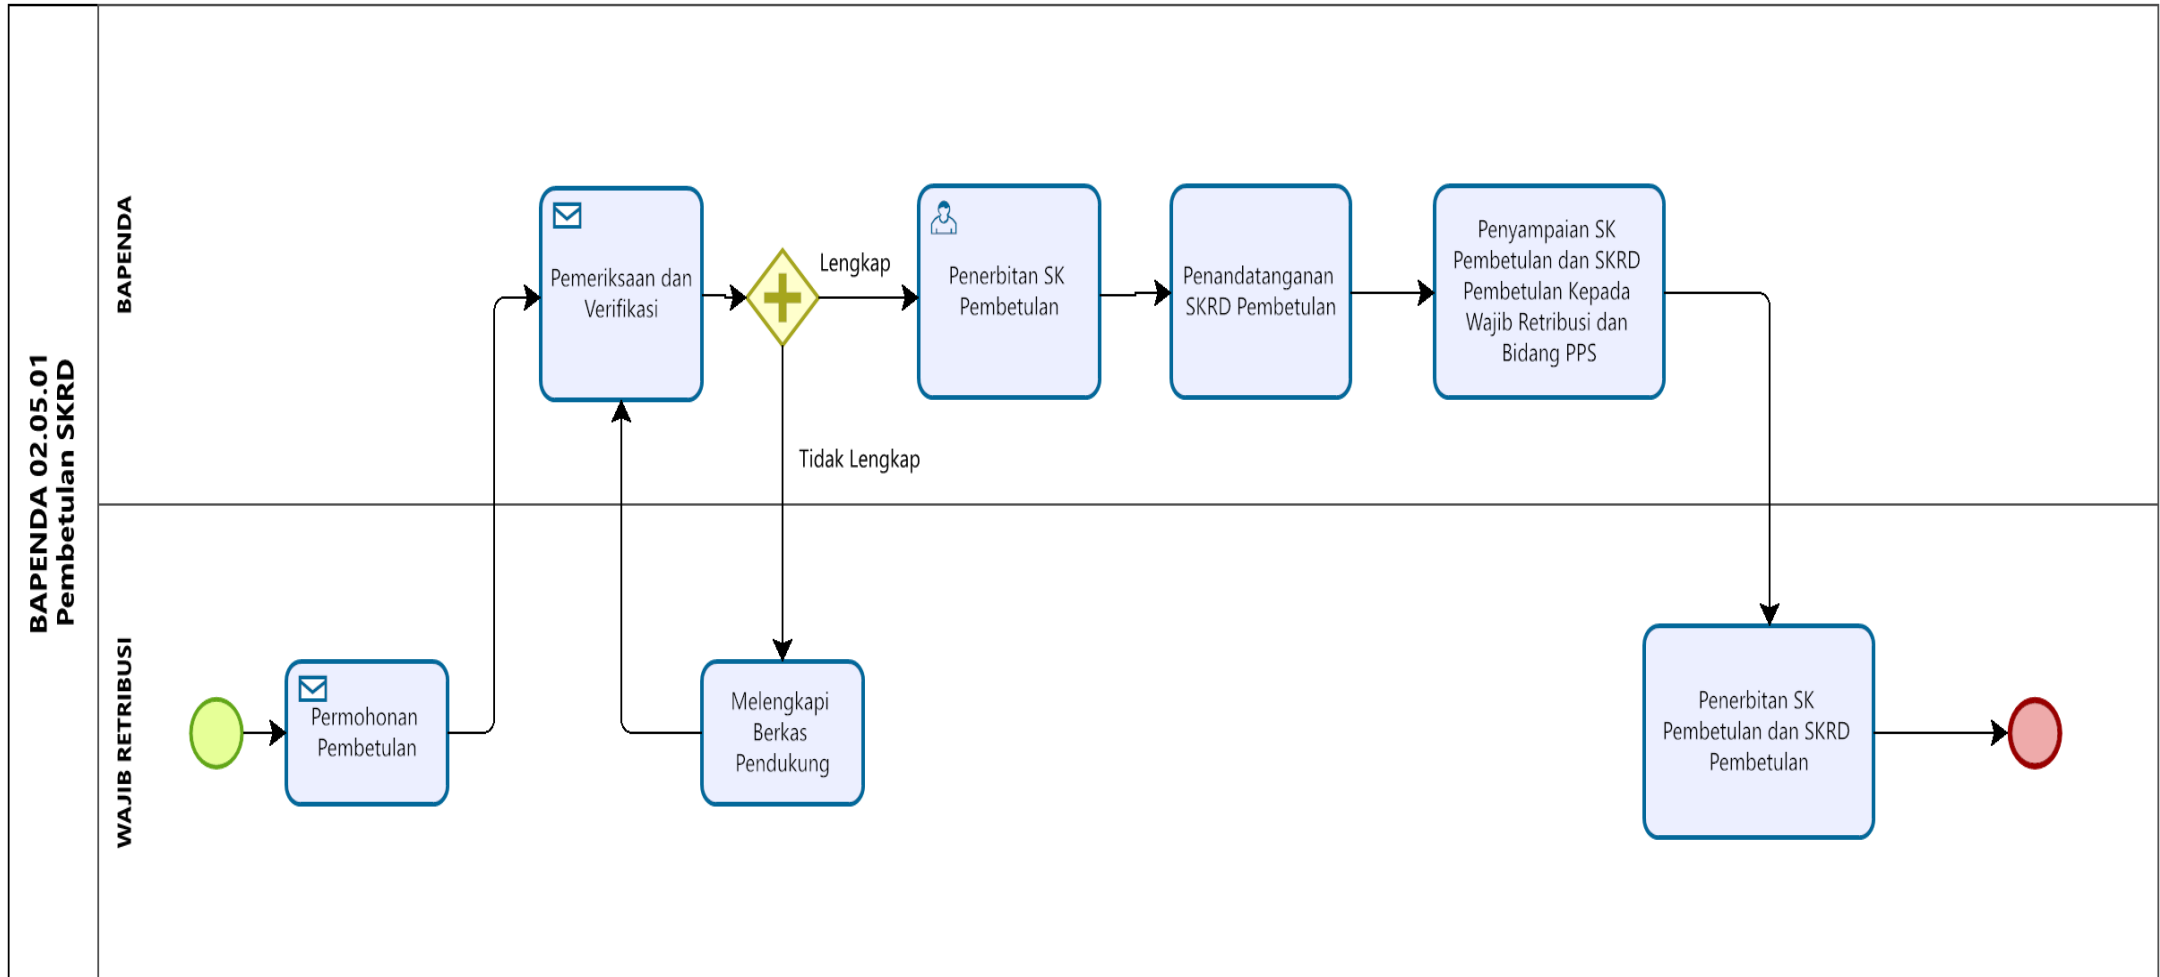 BAPENDA 02.05.01
Pembetulan SKRD
BAPENDA
Pemeriksaan dan
Verifikasi
Lengkap
Tidak Lengkap
Penerbitan SK
Pembetulan
Penandatanganan
SKRD Pembetulan
Penyampaian SK
Pembetulan dan SKRD
Pembetulan Kepada
Wajib Retribusi dan
Bidang PPS
WAJIB RETRIBUSI
Permohonan
Pembetulan
Melengkapi
Berkas
Pendukung
Penerbitan SK
Pembetulan dan SKRD
Pembetulan